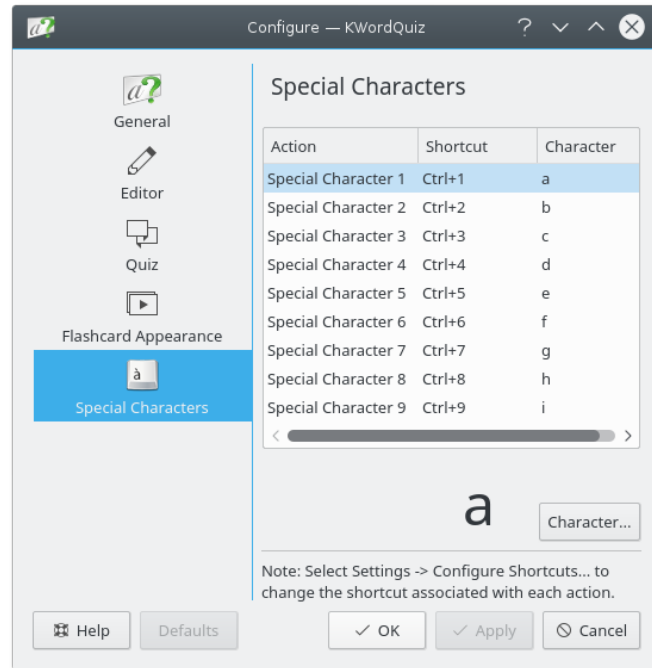 Configure — KWordQuiz
General
Editor
Quiz
Flashcard Appearance
Special Characters
Special Characters
Action Shortcut Character
Special Character 1 Ctrl+1 a
Special Character 2 Ctrl+2 b
Special Character 3 Ctrl+3 c
Special Character 4 Ctrl+4 d
Special Character 5 Ctrl+5 e
Special Character 6 Ctrl+6 f
Special Character 7 Ctrl+7 g
Special Character 8 Ctrl+8 h
Special Character 9 Ctrl+9 i
a
Character...
Note: Select Settings -> Configure Shortcuts... to
change the shortcut associated with each action.
Help Defaults OK Apply Cancel